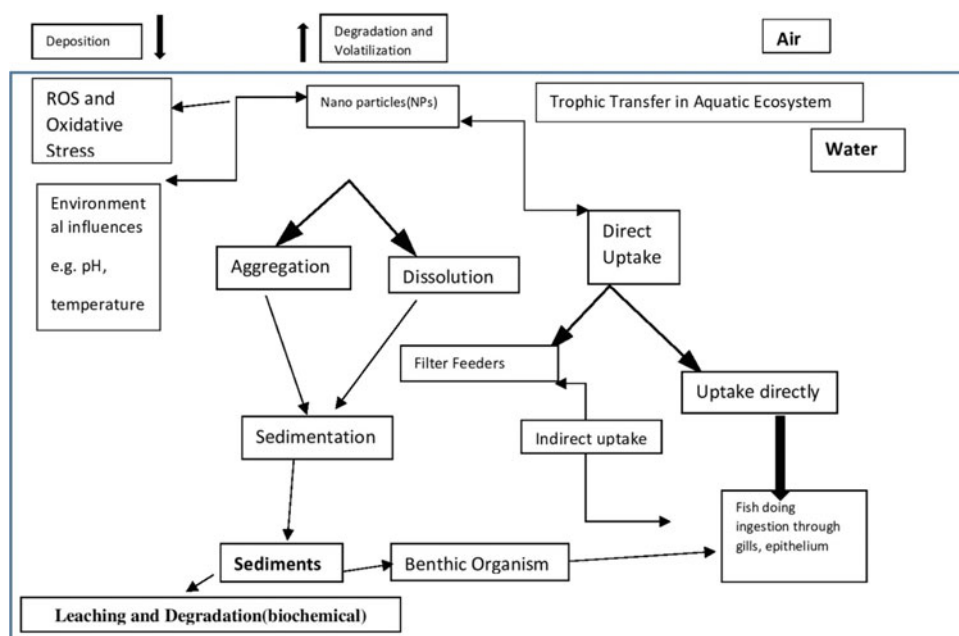 Deposition
Degradation and
Volatilization
Air
ROS and
Oxidative
Stress
Nano particles(NPs)
Trophic Transfer in Aquatic Ecosystem
Water
Environment
al influences
e.g. pH,
temperature
Direct
Uptake
Aggregation
Dissolution
Filter Feeders
Uptake directly
Sedimentation
Indirect uptake
Fish doing
ingestion through
gills, epithelium
Sediments
Benthic Organism
Leaching and Degradation(biochemical)